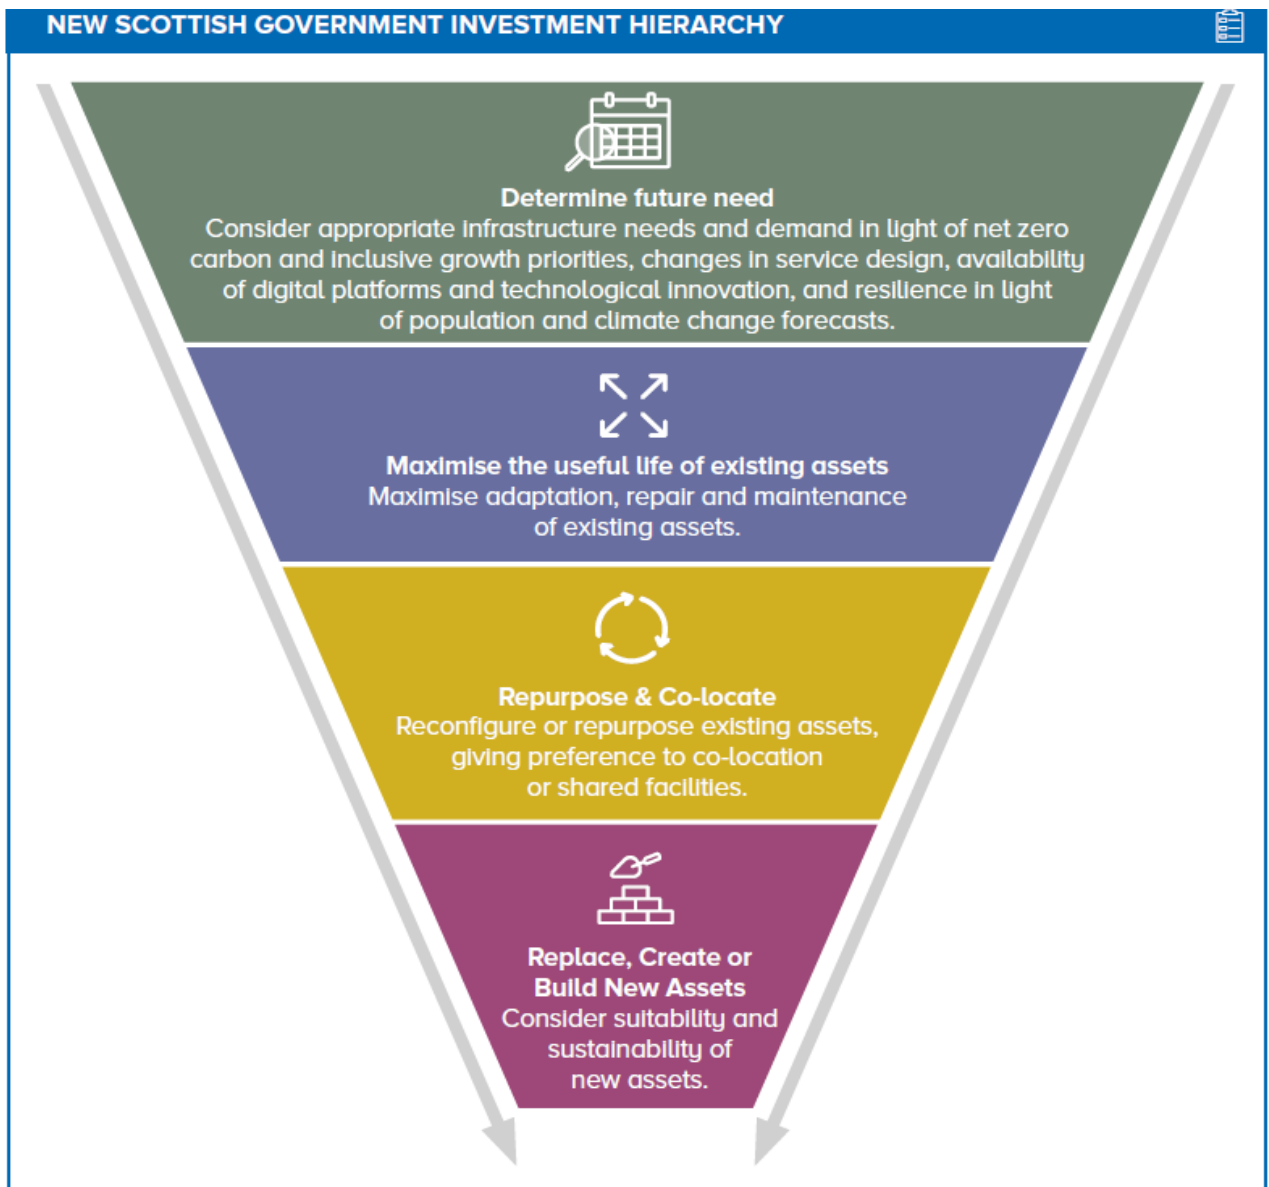 NEW SCOTTISH GOVERNMENT INVESTMENT HIERARCHY
Determine future need
Consider appropriate infrastructure needs and demand in light of net zero
carbon and inclusive growth priorities, changes in service design, availability
of digital platforms and technological innovation, and resilience in light
of population and climate change forecasts.
Maximise the useful life of existing assets
Maximise adaptation, repair and maintenance
of existing assets.
Repurpose & Co-locate
Reconfigure or repurpose existing assets,
giving preference to co-location
or shared facilities.
Replace, Create or
Build New Assets
Consider suitability and
sustainability of
new assets.